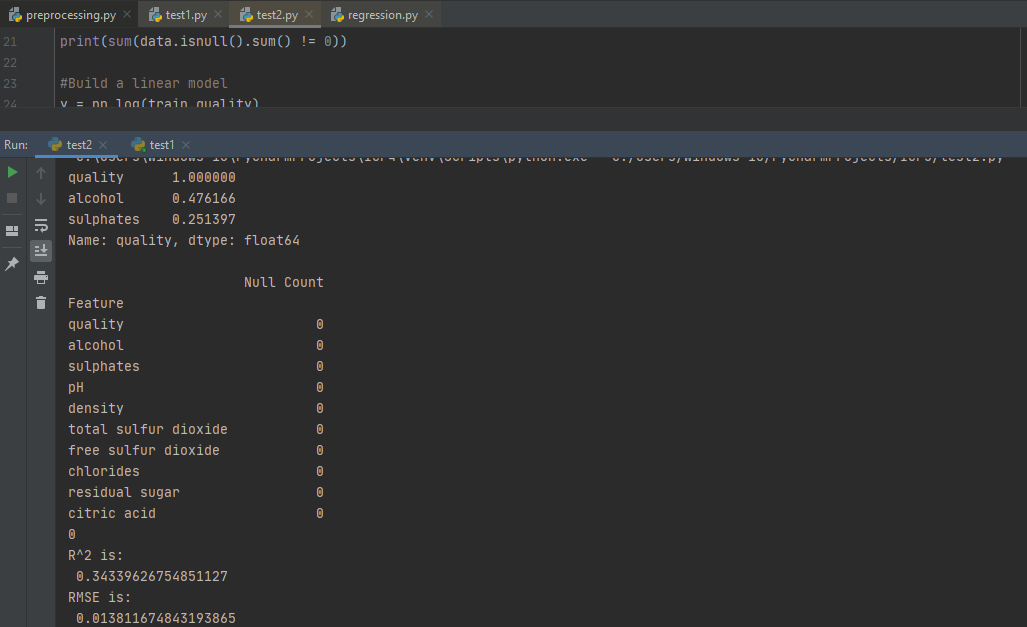 preprocessing.py test1.py test2.py regression.py
21 print(sum(data.isnull().sum() != 0))
22
23 #Build a linear model
24 y = np.log(train.quality)
Run: test2 test1
quality 1.000000
alcohol 0.476166
sulphates 0.251397
Name: quality, dtype: float64
Null Count
Feature
quality 0
alcohol 0
sulphates 0
pH 0
density 0
total sulfur dioxide 0
free sulfur dioxide 0
chlorides 0
residual sugar 0
citric acid 0
0
R^2 is:
0.34339626754851127
RMSE is:
0.013811674843193865